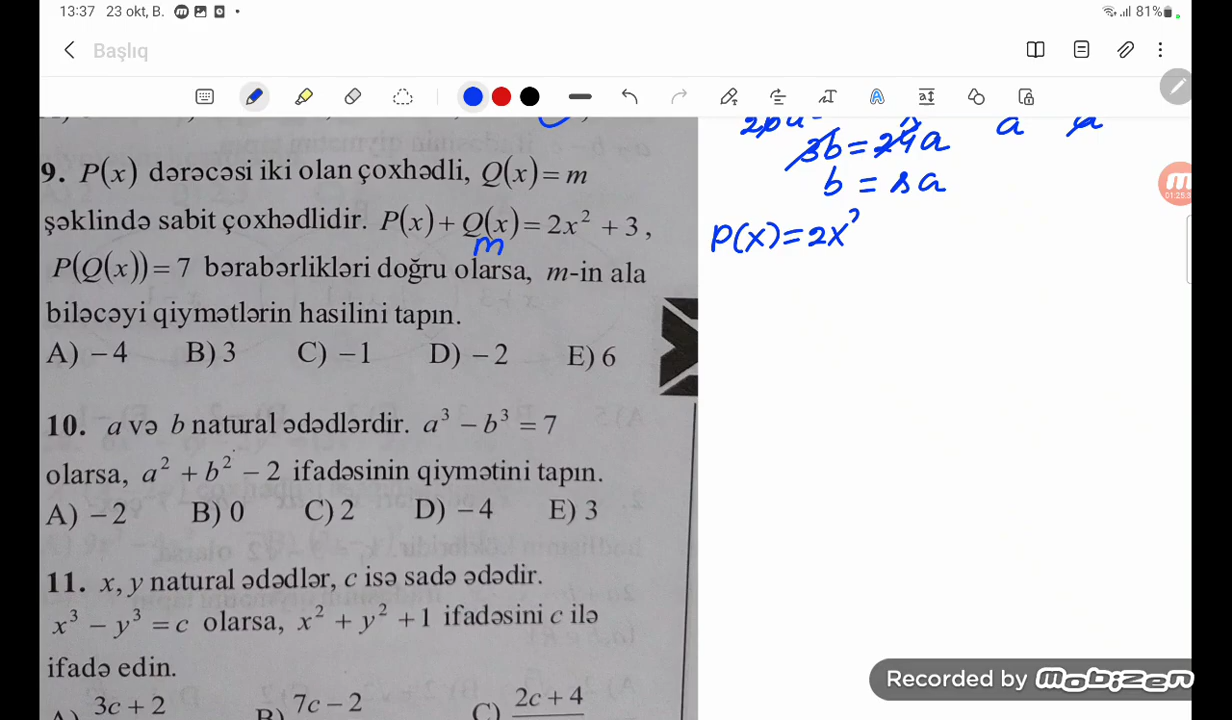 13:37 23 okt, B.
81%
Başlıq
9. P(x) dərəcəsi iki olan çoxhədli, Q(x) = m
şəklində sabit çoxhədlidir. P(x) + Q(x) = 2x² + 3,
m
P(Q(x)) = 7 bərabərlikləri doğru olarsa, m-in ala
biləcəyi qiymətlərin hasilini tapın.
A) − 4 B) 3 C) −1 D) − 2 E) 6
10. a və b natural ədədlərdir. a³ − b³ = 7
olarsa, a² + b² − 2 ifadəsinin qiymətini tapın.
A) − 2 B) 0 C) 2 D) − 4 E) 3
11. x, y natural ədədlər, c isə sadə ədədir.
x³ − y³ = c olarsa, x² + y² + 1 ifadəsini c ilə
ifadə edin.
3c + 2 B) 7c − 2 C) 2c + 4
3b = 24a
b = 8a
P(x) = 2x²
Recorded by mobizen